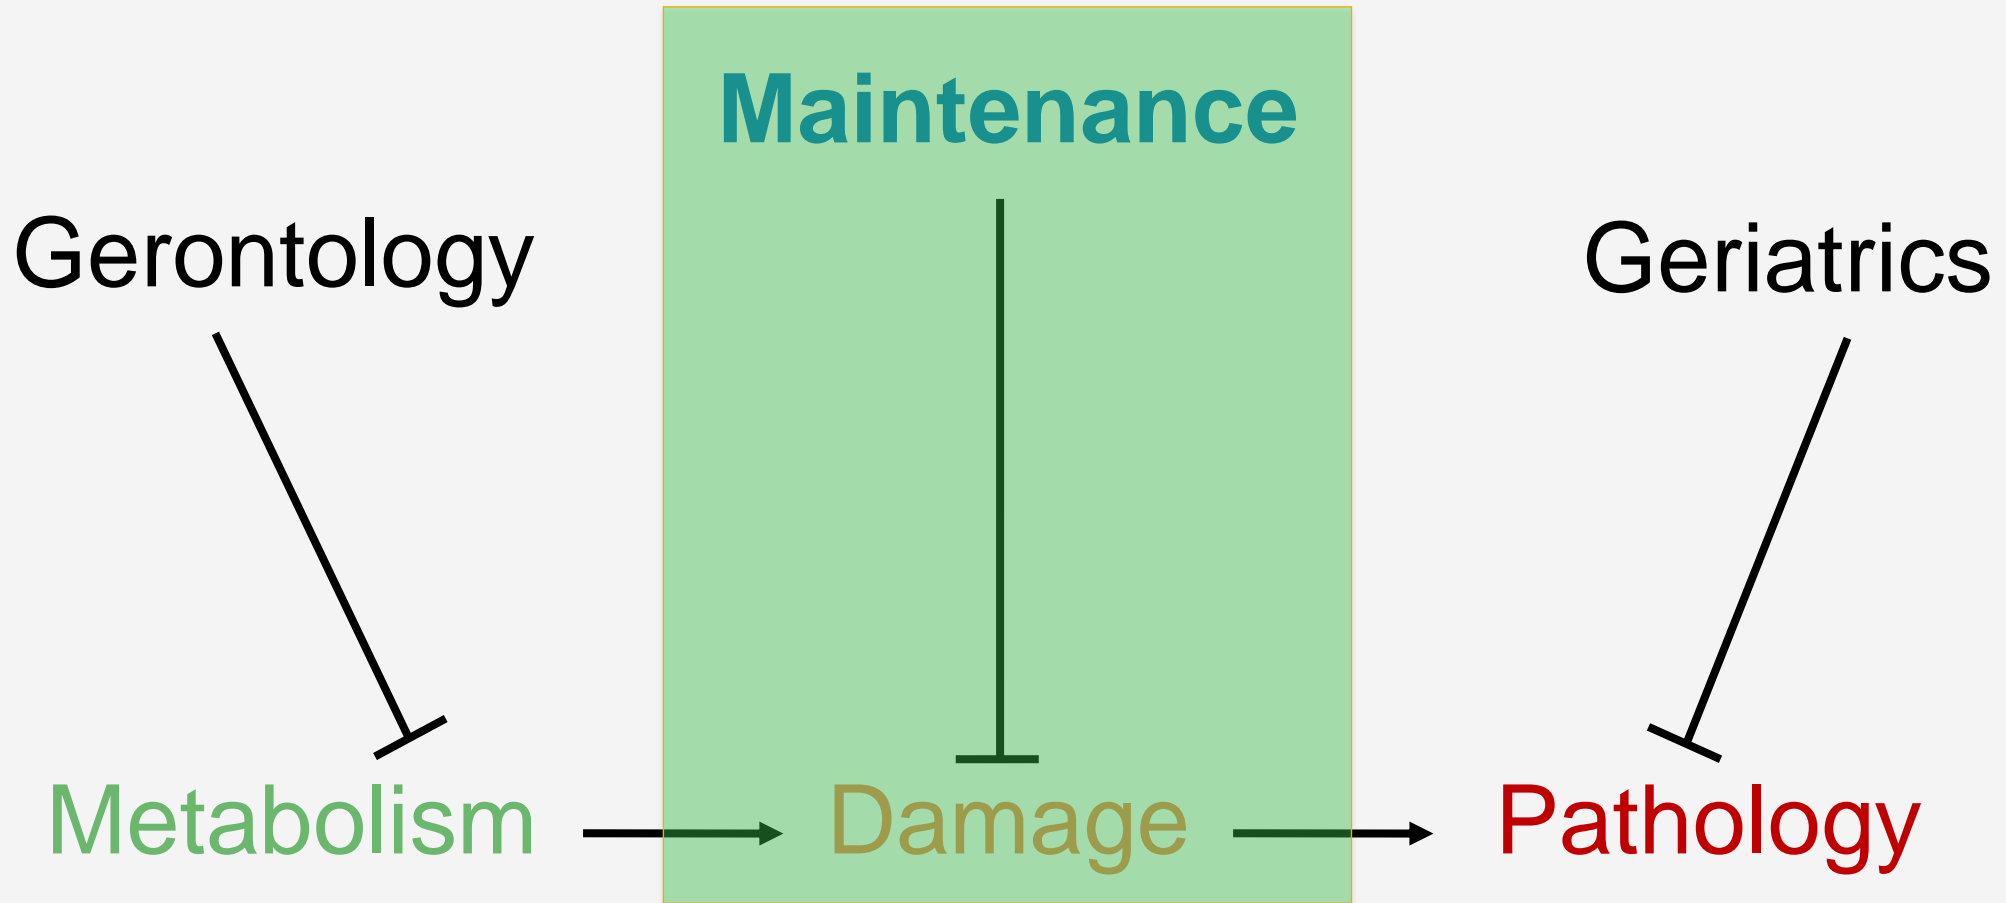 Maintenance
Gerontology
Geriatrics
Metabolism
Damage
Pathology